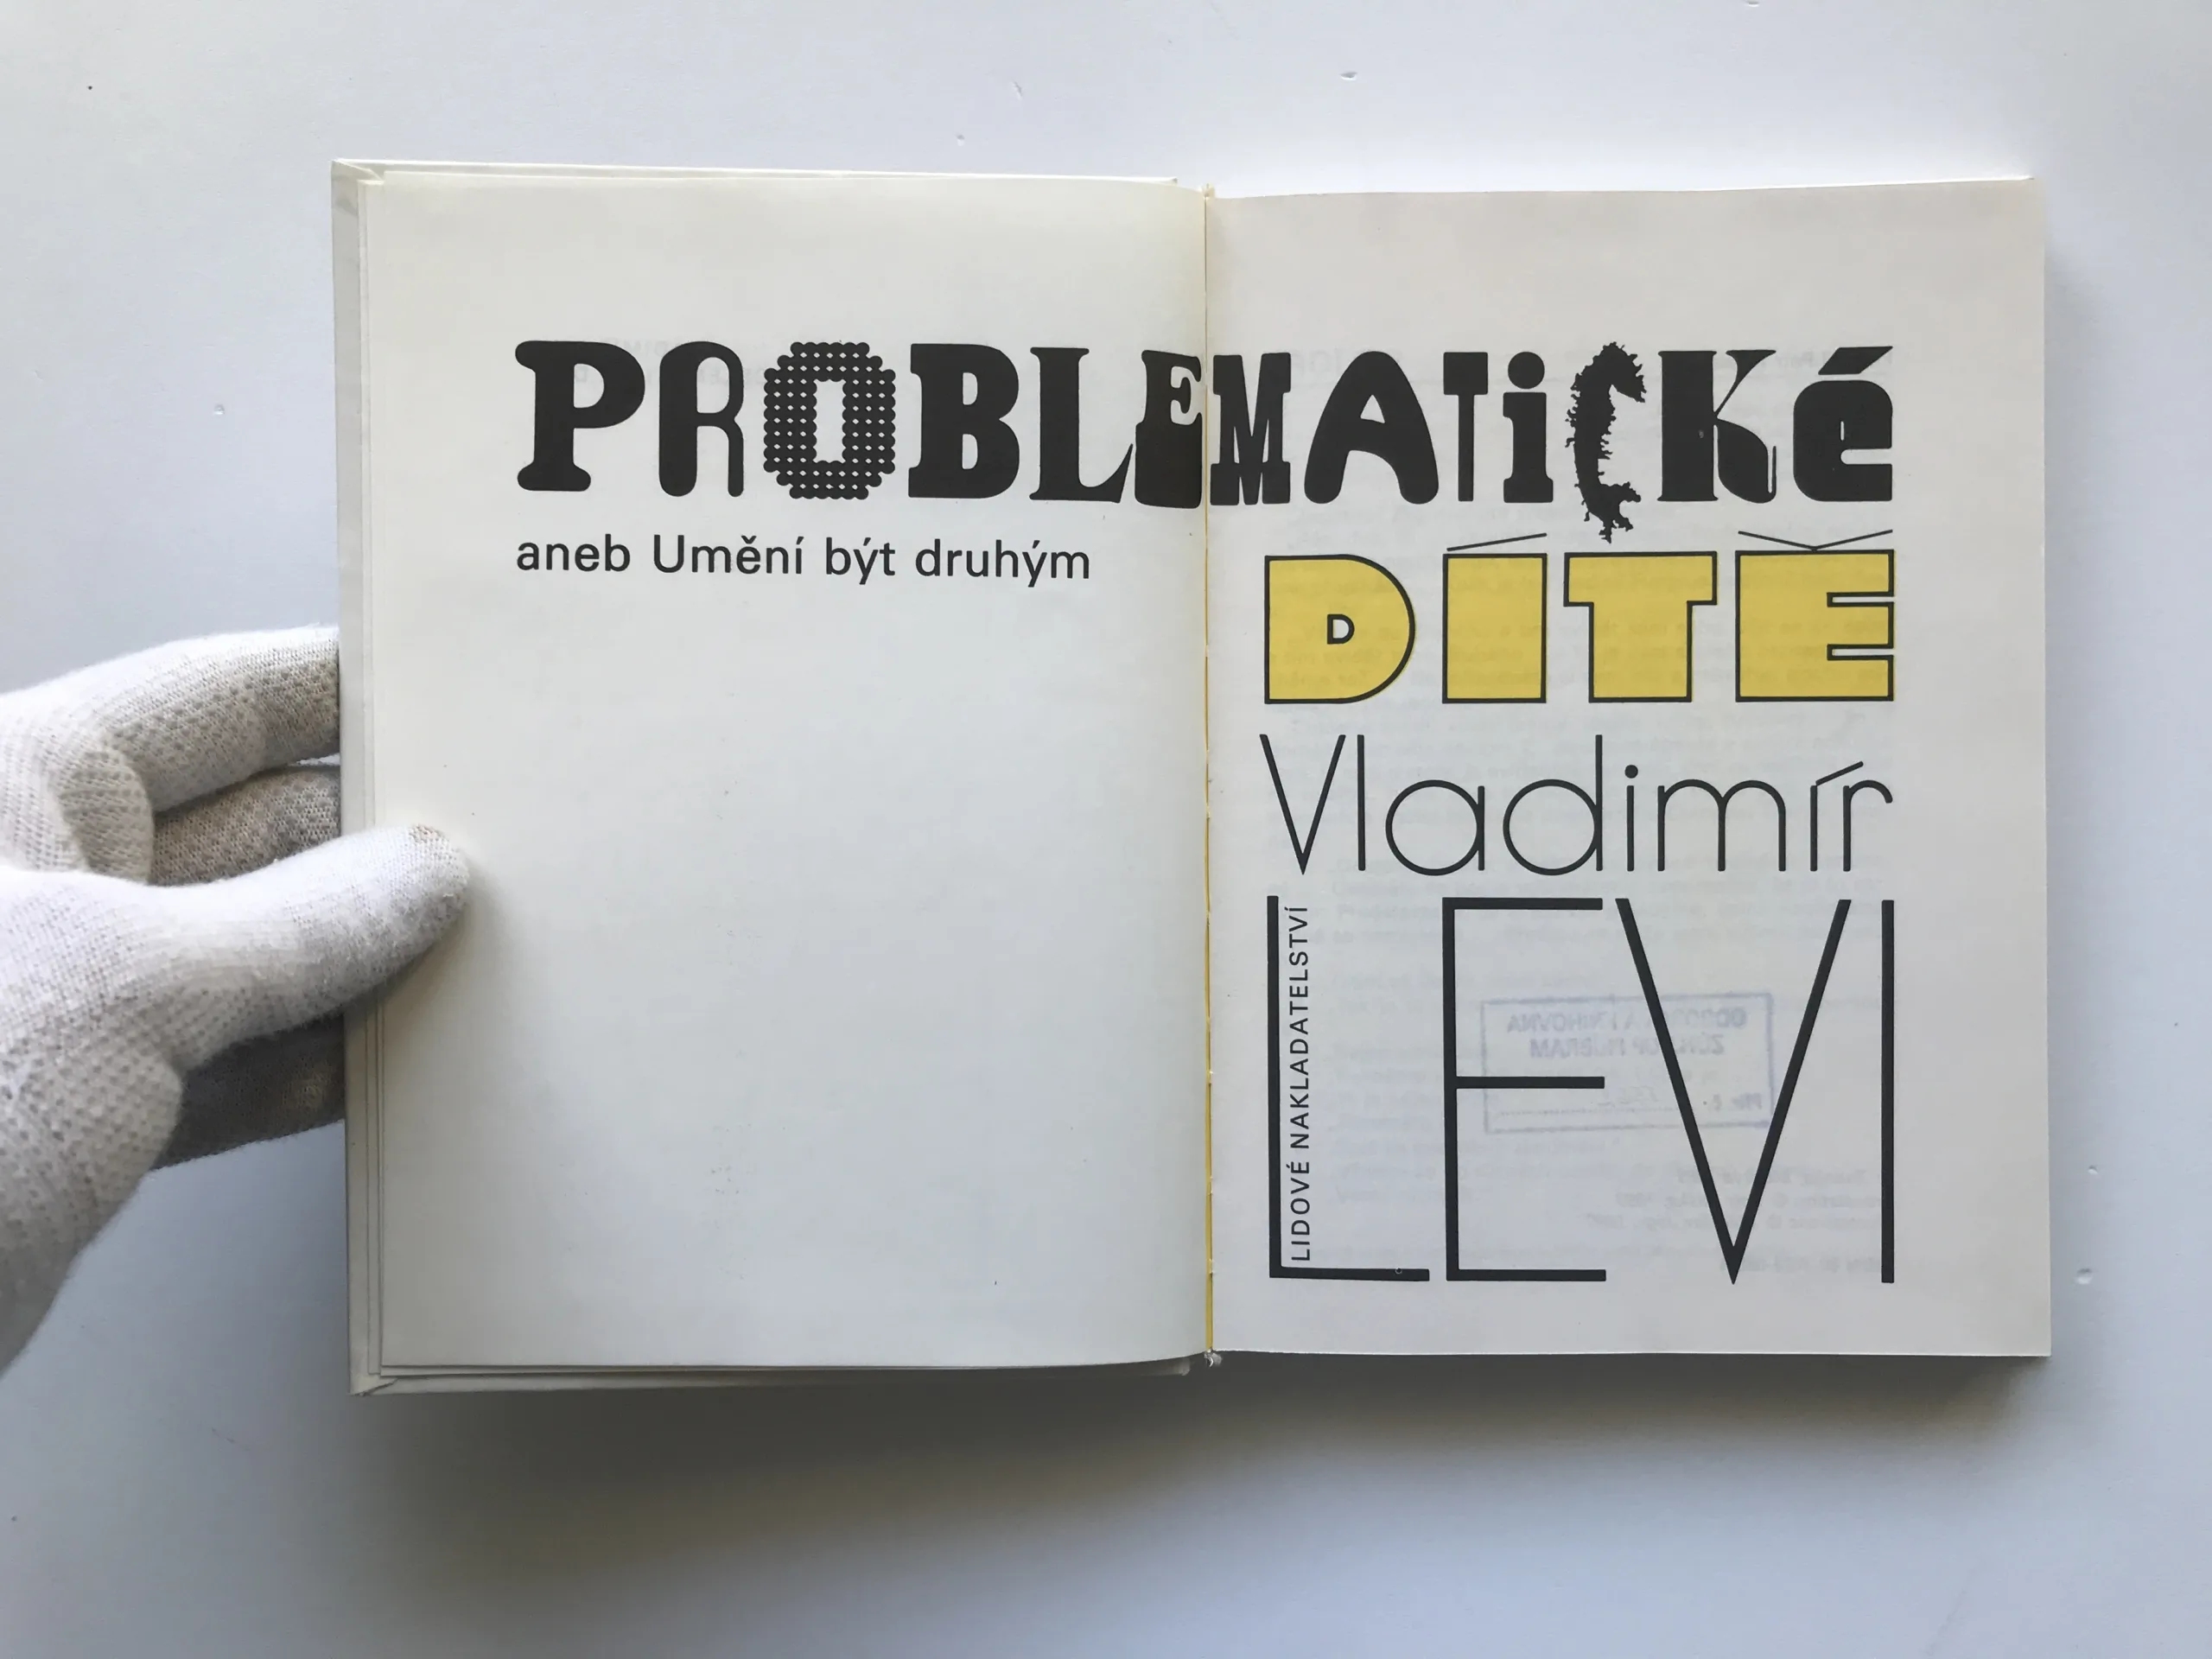 PROBLEMATiCKé
aneb Umění být druhým
DÍTĚ
Vladimír
LEVI
LIDOVÉ NAKLADATELSTVÍ